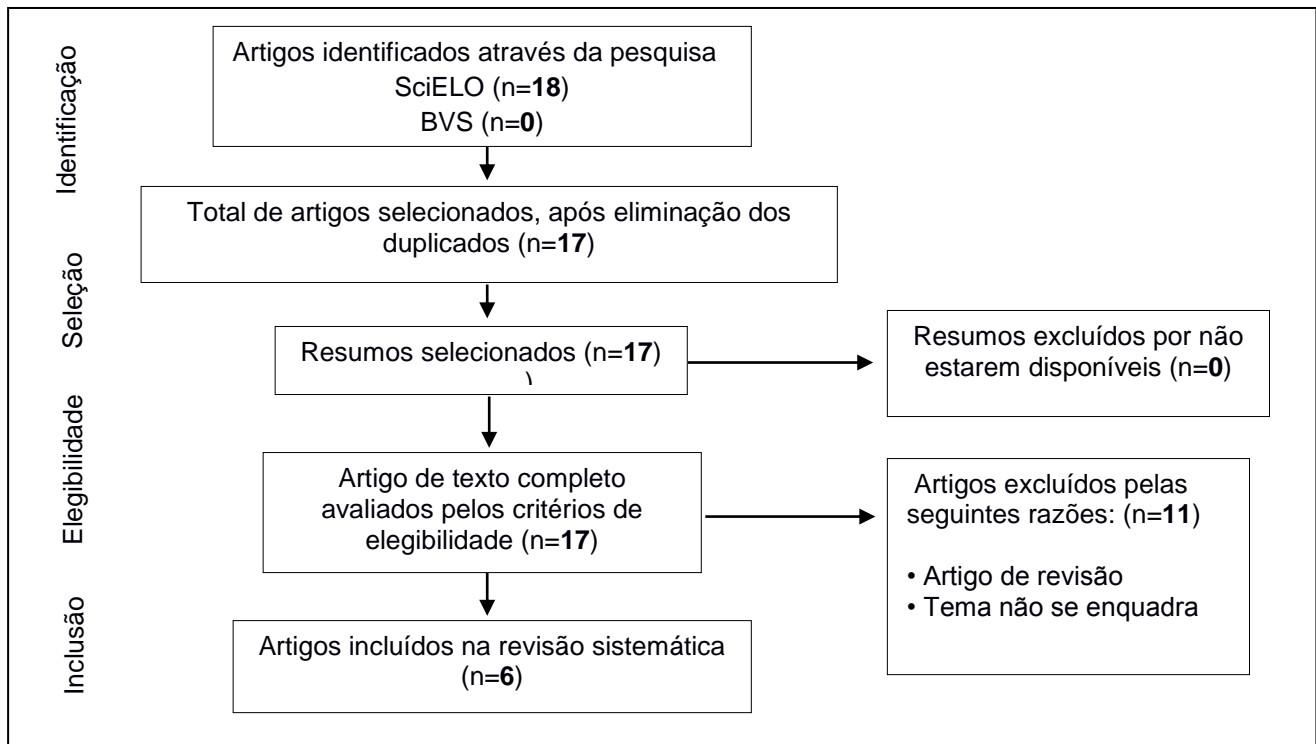 Identificação
Artigos identificados através da pesquisa
SciELO (n=18)
BVS (n=0)
Total de artigos selecionados, após eliminação dos
duplicados (n=17)
Seleção
Resumos selecionados (n=17)
)
Resumos excluídos por não
estarem disponíveis (n=0)
Elegibilidade
Artigo de texto completo
avaliados pelos critérios de
elegibilidade (n=17)
Artigos excluídos pelas
seguintes razões: (n=11)
• Artigo de revisão
• Tema não se enquadra
Inclusão
Artigos incluídos na revisão sistemática
(n=6)